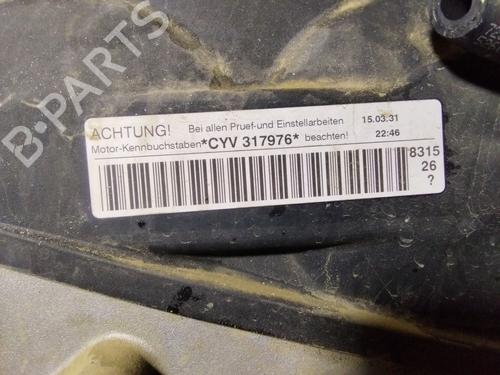 ACHTUNG! Bei allen Pruef-und Einstellarbeiten 15.03.31
Motor-Kennbuchstaben *CYV 317976* beachten! 22:46
8315
26
?
B-PARTS